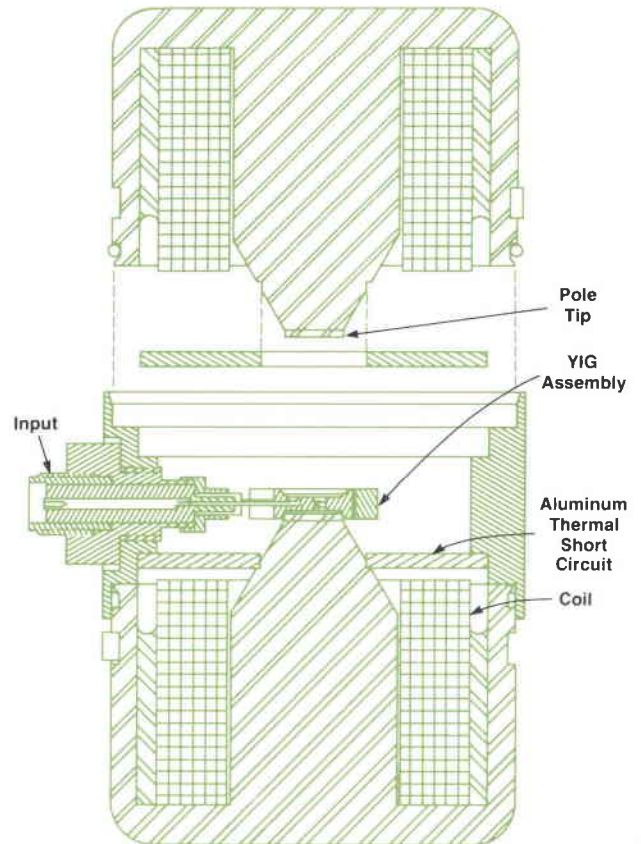 Pole
Tip
YIG
Assembly
Input
Aluminum
Thermal
Short
Circuit
Coil